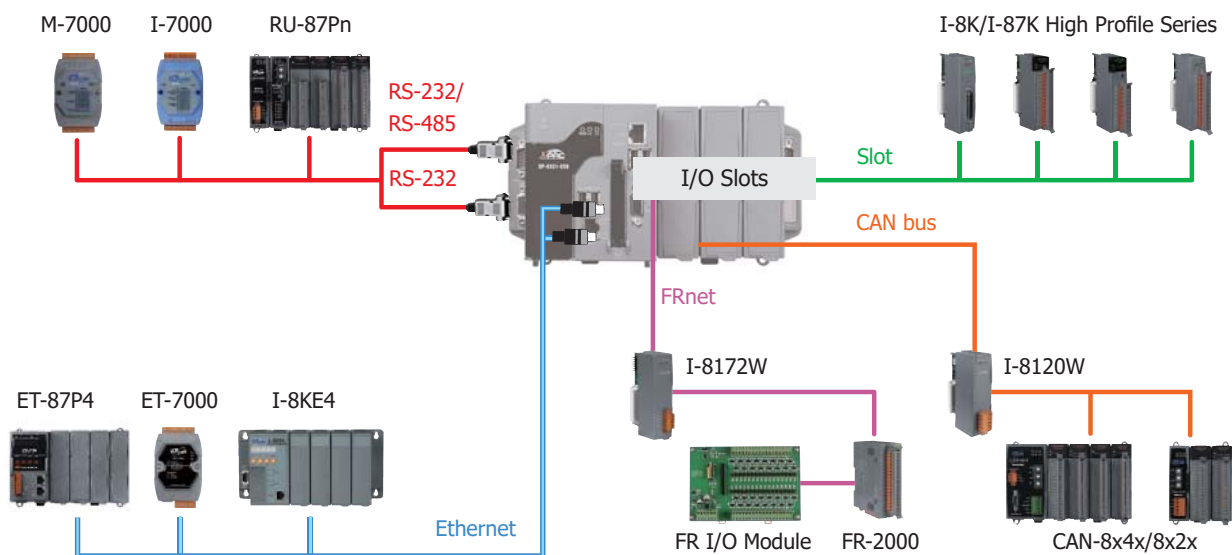 M-7000
I-7000
RU-87Pn
I-8K/I-87K High Profile Series
RS-232/
RS-485
RS-232
I/O Slots
Slot
CAN bus
FRnet
I-8172W
I-8120W
ET-87P4
ET-7000
I-8KE4
Ethernet
FR I/O Module
FR-2000
CAN-8x4x/8x2x